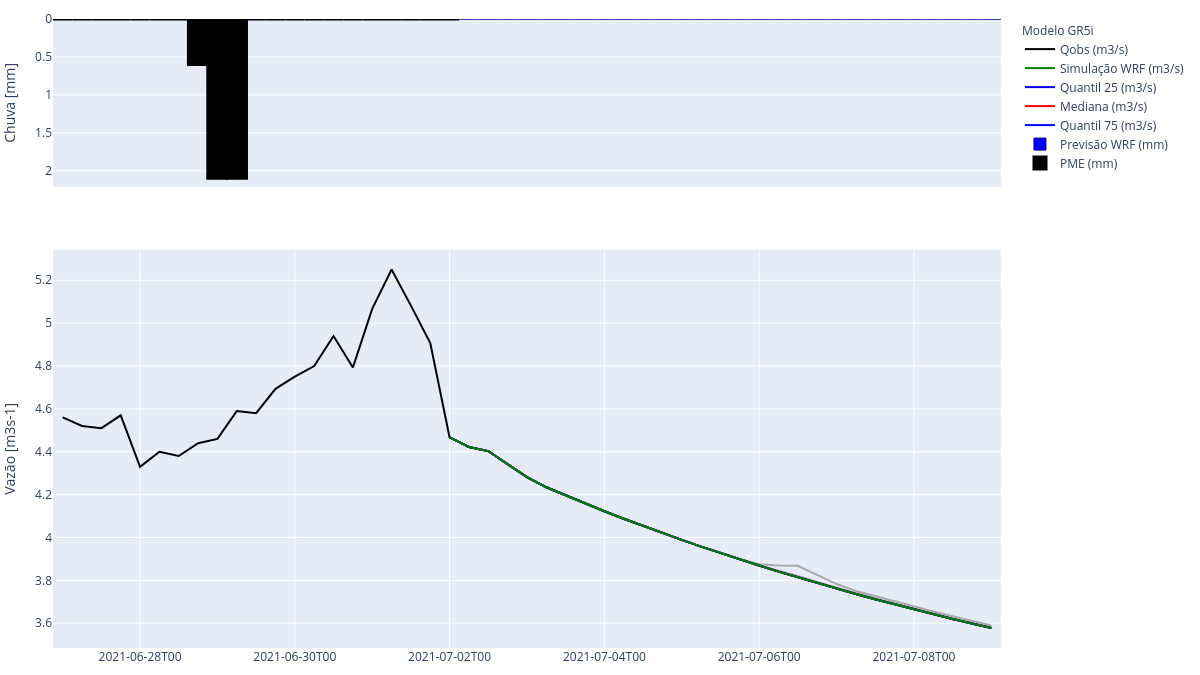 0
0.5
1
1.5
2
Chuva [mm]
Modelo GR5i
Qobs (m3/s)
Simulação WRF (m3/s)
Quantil 25 (m3/s)
Mediana (m3/s)
Quantil 75 (m3/s)
Previsão WRF (mm)
PME (mm)
5.2
5
4.8
4.6
4.4
4.2
4
3.8
3.6
Vazão [m3s-1]
2021-06-28T00
2021-06-30T00
2021-07-02T00
2021-07-04T00
2021-07-06T00
2021-07-08T00